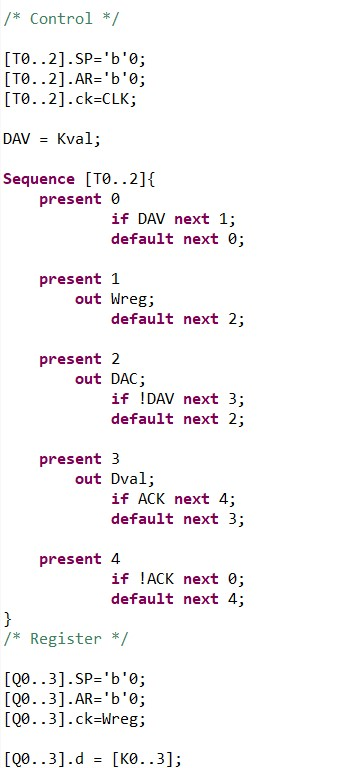 /* Control */
[T0..2].SP='b'0;
[T0..2].AR='b'0;
[T0..2].ck=CLK;
DAV = Kval;
Sequence [T0..2]{
present 0
if DAV next 1;
default next 0;
present 1
out Wreg;
default next 2;
present 2
out DAC;
if !DAV next 3;
default next 2;
present 3
out Dval;
if ACK next 4;
default next 3;
present 4
if !ACK next 0;
default next 4;
}
/* Register */
[Q0..3].SP='b'0;
[Q0..3].AR='b'0;
[Q0..3].ck=Wreg;
[Q0..3].d = [K0..3];